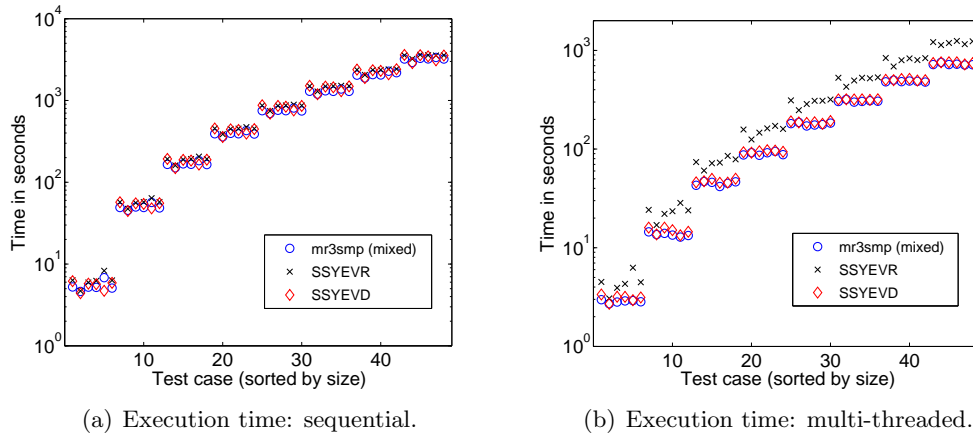 10^4
10^3
10^2
10^1
10^0
Time in seconds
mr3smp (mixed)
SSYEVR
SSYEVD
10 20 30 40
Test case (sorted by size)
(a) Execution time: sequential.
10^3
10^2
10^1
10^0
Time in seconds
mr3smp (mixed)
SSYEVR
SSYEVD
10 20 30 40
Test case (sorted by size)
(b) Execution time: multi-threaded.